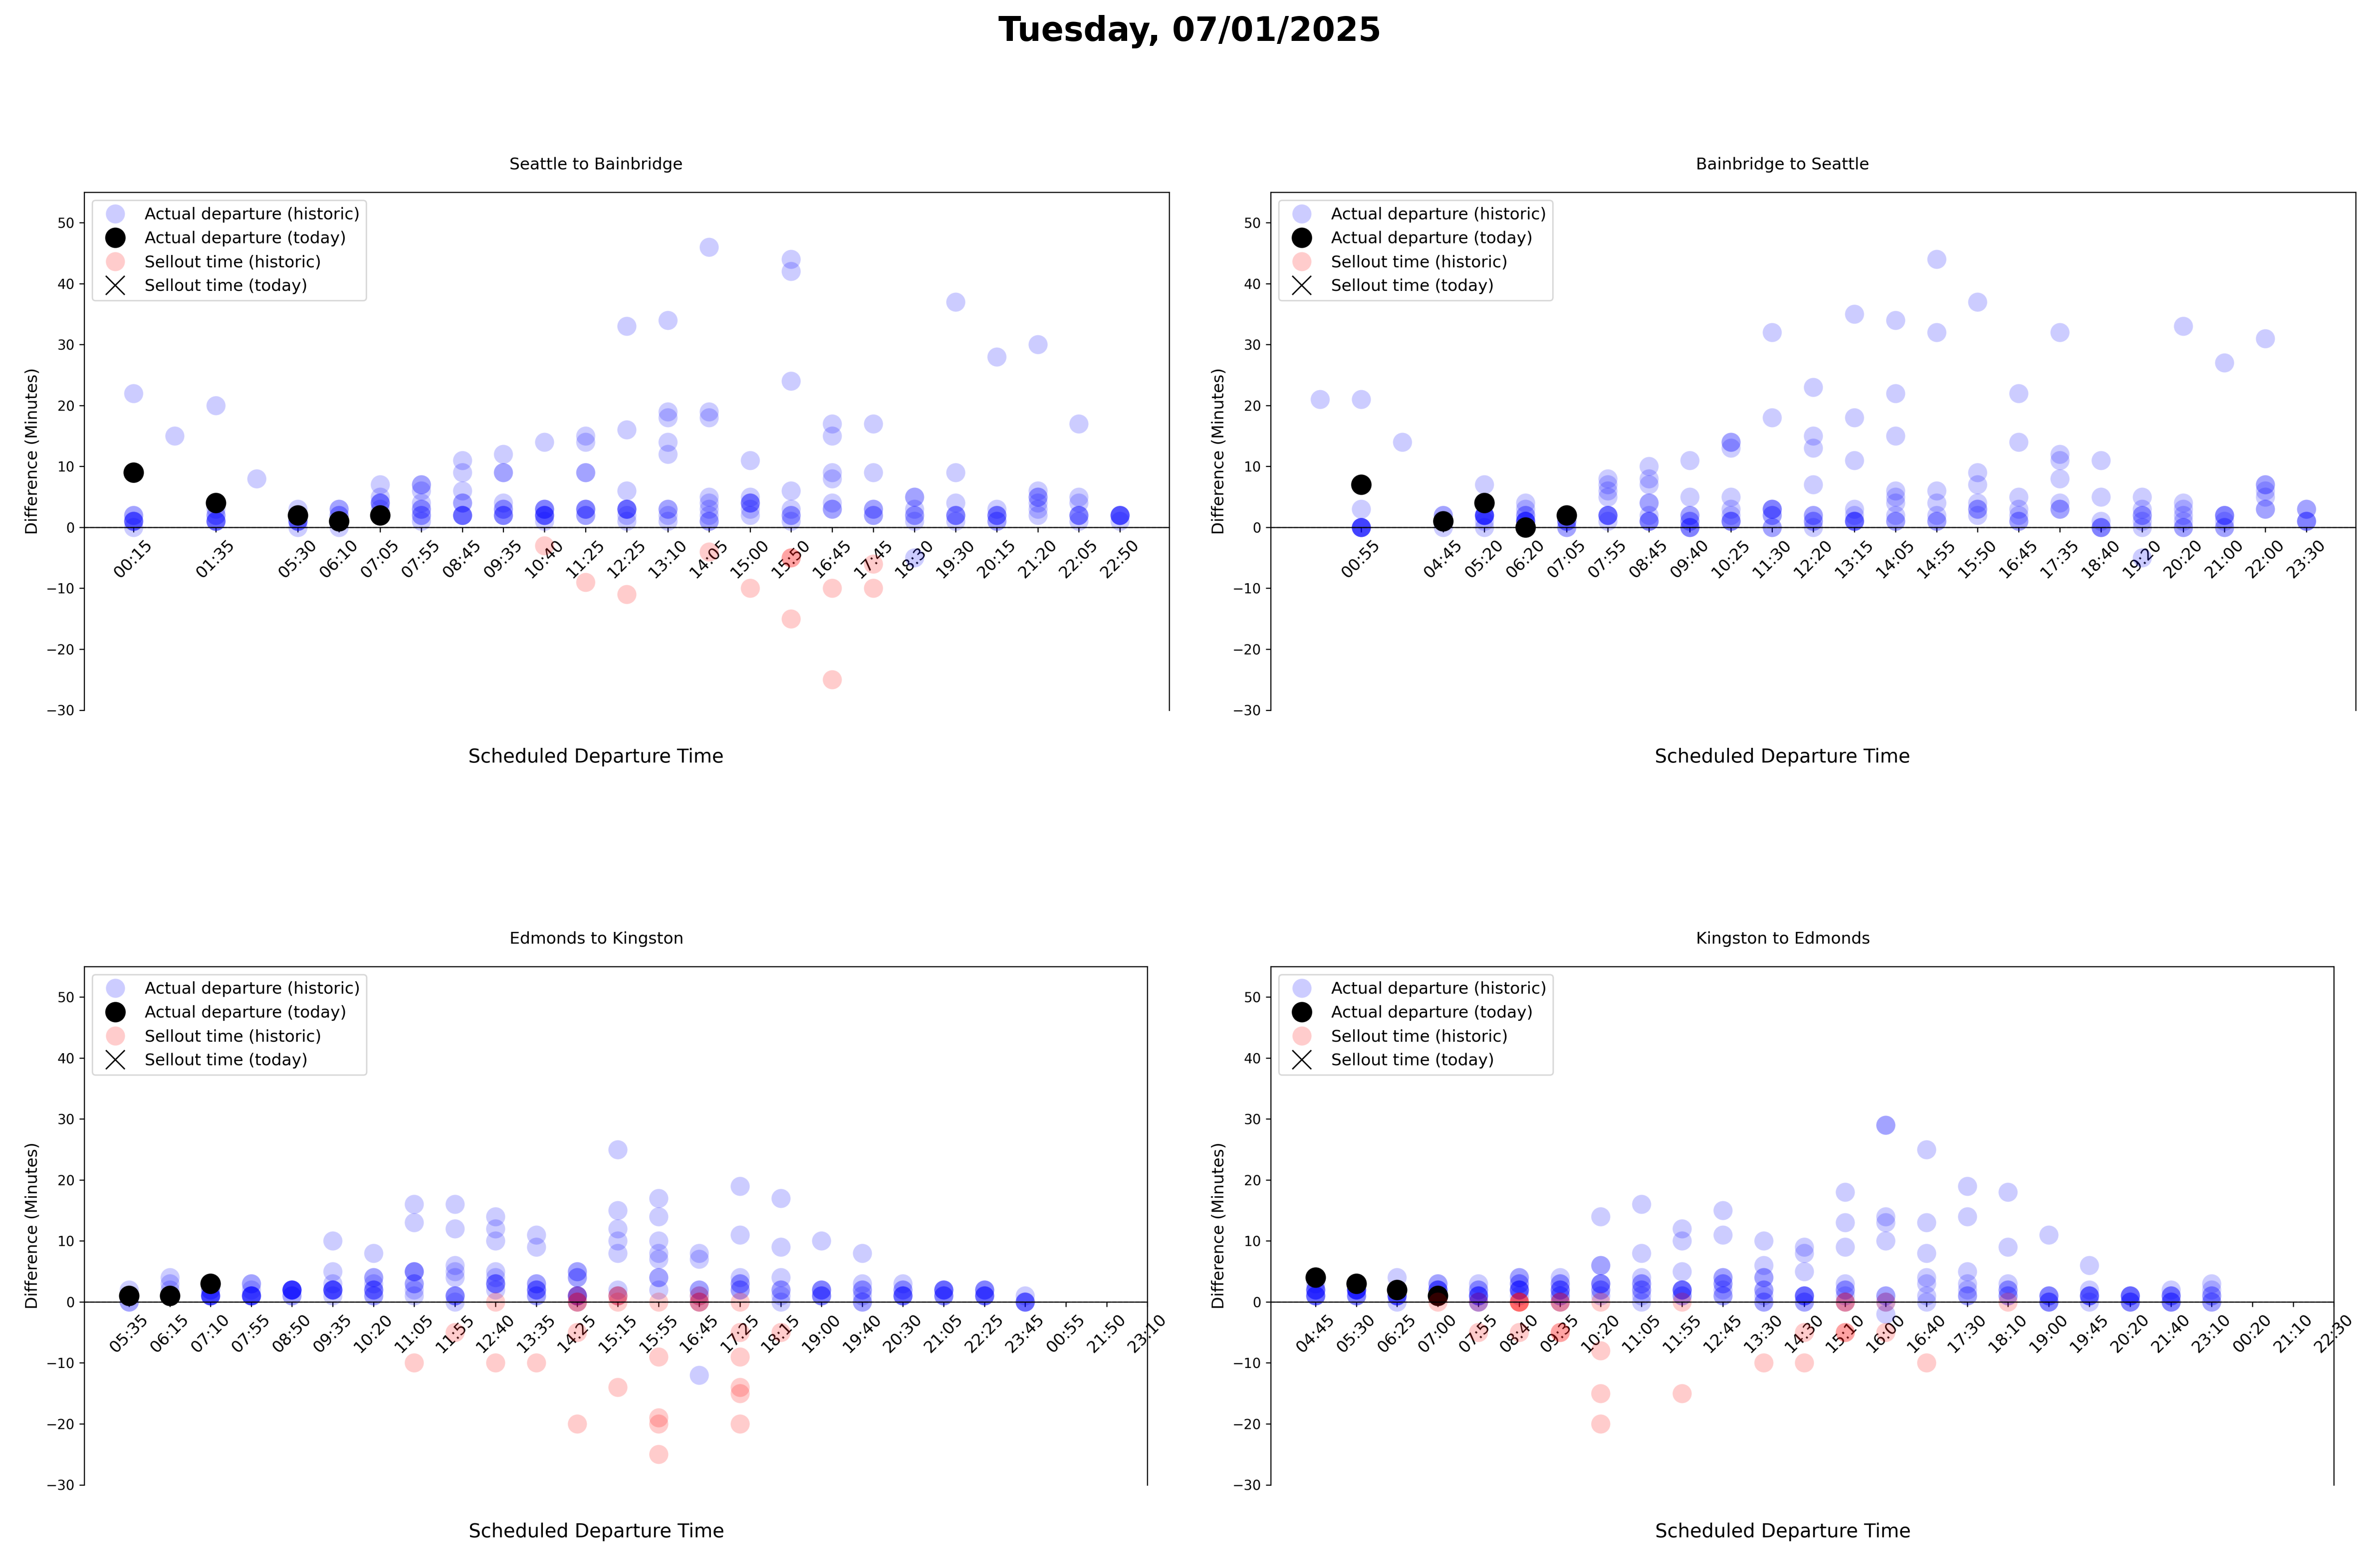 Tuesday, 07/01/2025
Seattle to Bainbridge
Actual departure (historic)
Actual departure (today)
Sellout time (historic)
Sellout time (today)
Difference (Minutes)
50
40
30
20
10
0
−10
−20
−30
00:15 01:35 05:30 06:10 07:05 07:55 08:45 09:35 10:40 11:25 12:25 13:10 14:05 15:00 15:50 16:45 17:45 18:30 19:30 20:15 21:20 22:05 22:50
Scheduled Departure Time
Bainbridge to Seattle
Actual departure (historic)
Actual departure (today)
Sellout time (historic)
Sellout time (today)
Difference (Minutes)
50
40
30
20
10
0
−10
−20
−30
00:55 04:45 05:20 06:20 07:05 07:55 08:45 09:40 10:25 11:30 12:20 13:15 14:05 14:55 15:50 16:45 17:35 18:40 19:20 20:20 21:00 22:00 23:30
Scheduled Departure Time
Edmonds to Kingston
Actual departure (historic)
Actual departure (today)
Sellout time (historic)
Sellout time (today)
Difference (Minutes)
50
40
30
20
10
0
−10
−20
−30
05:35 06:15 07:10 07:55 08:50 09:35 10:20 11:05 11:55 12:40 13:35 14:25 15:15 15:55 16:45 17:25 18:15 19:00 19:40 20:30 21:05 22:25 23:45 00:55 21:50 23:10
Scheduled Departure Time
Kingston to Edmonds
Actual departure (historic)
Actual departure (today)
Sellout time (historic)
Sellout time (today)
Difference (Minutes)
50
40
30
20
10
0
−10
−20
−30
04:45 05:30 06:25 07:00 07:55 08:40 09:35 10:20 11:05 11:55 12:45 13:30 14:30 15:10 16:00 16:40 17:30 18:10 19:00 19:45 20:20 21:40 23:10 00:20 21:10 22:30
Scheduled Departure Time